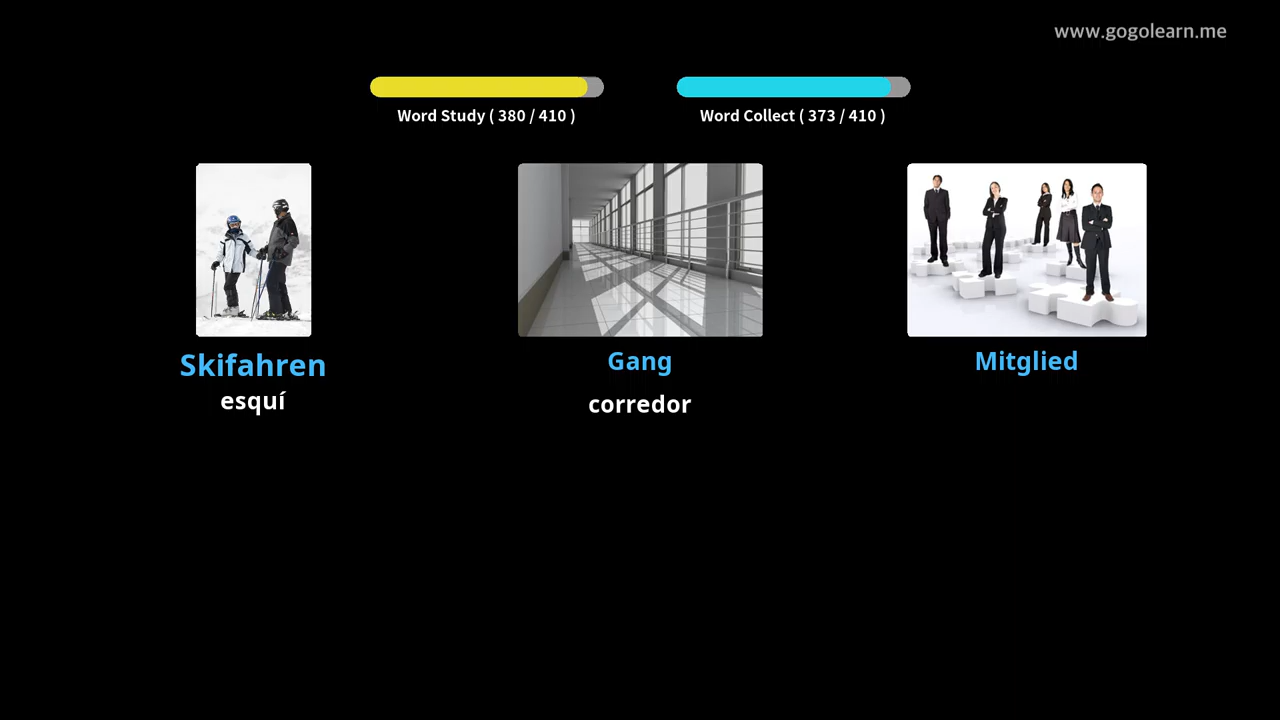 www.gogolearn.me
Word Study ( 380 / 410 )
Word Collect ( 373 / 410 )
Skifahren
esquí
Gang
corredor
Mitglied